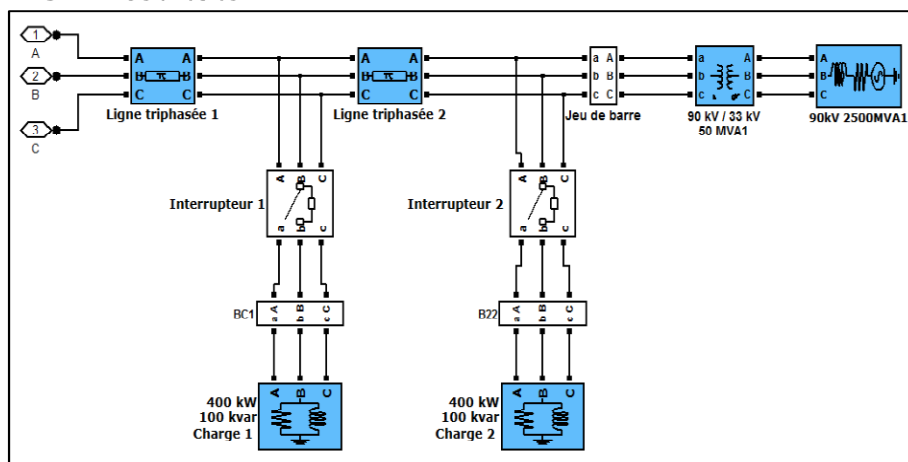 1
A
2
B
3
C
A A
B B
C C
Ligne triphasée 1
A A
B B
C C
Ligne triphasée 2
a A
b B
c C
Jeu de barre
a A
b B
c C
90 kV / 33 kV
50 MVA1
A
B
C
90kV 2500MVA1
Interrupteur 1
A B C
a b c
Interrupteur 2
A B C
a b c
BC1
A B C
a b c
B22
A B C
a b c
A B C
400 kW
100 kvar
Charge 1
A B C
400 kW
100 kvar
Charge 2